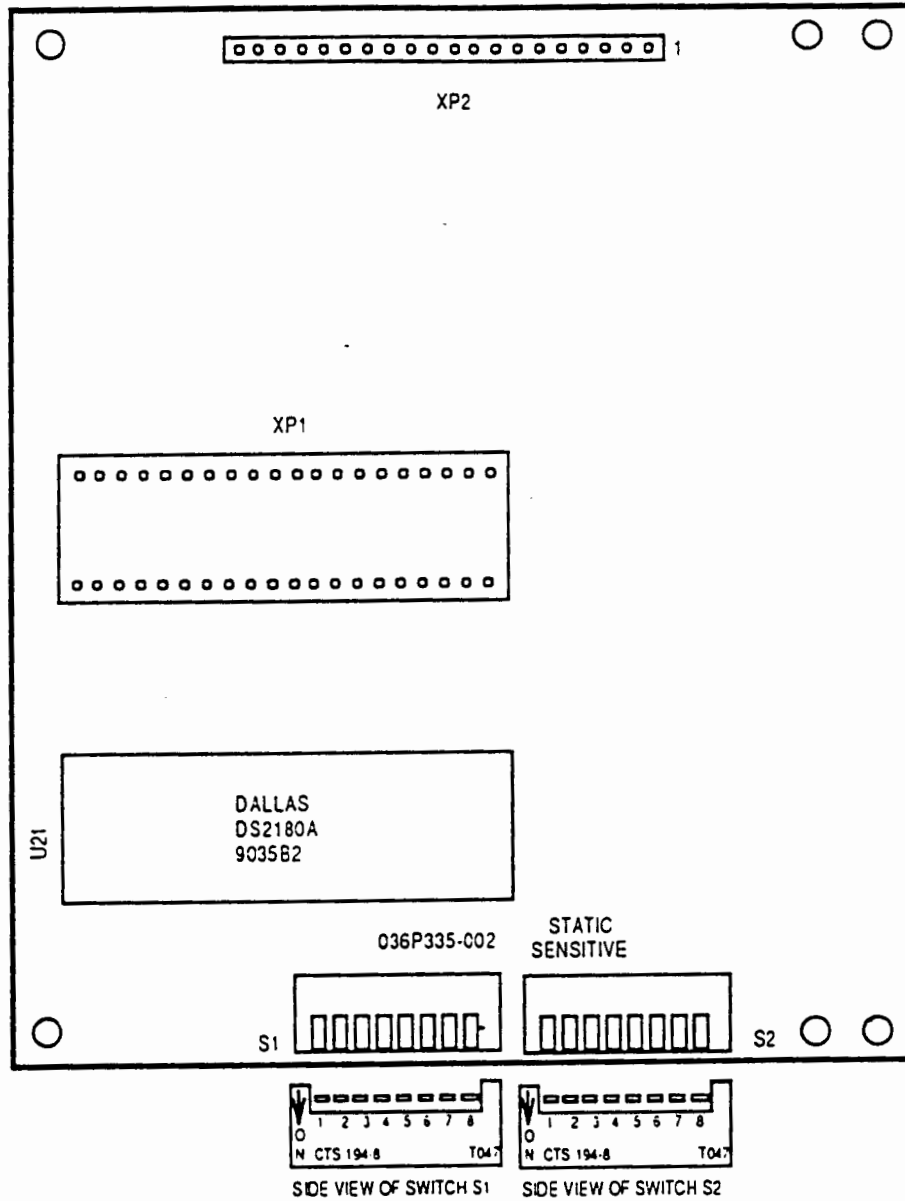 1
XP2
XP1
U21
DALLAS
DS2180A
9035B2
036P335-002
STATIC
SENSITIVE
S1
S2
1 2 3 4 5 6 7 8
O
N CTS 194-8 T047
1 2 3 4 5 6 7 8
O
N CTS 194-8 T047
SIDE VIEW OF SWITCH S1
SIDE VIEW OF SWITCH S2